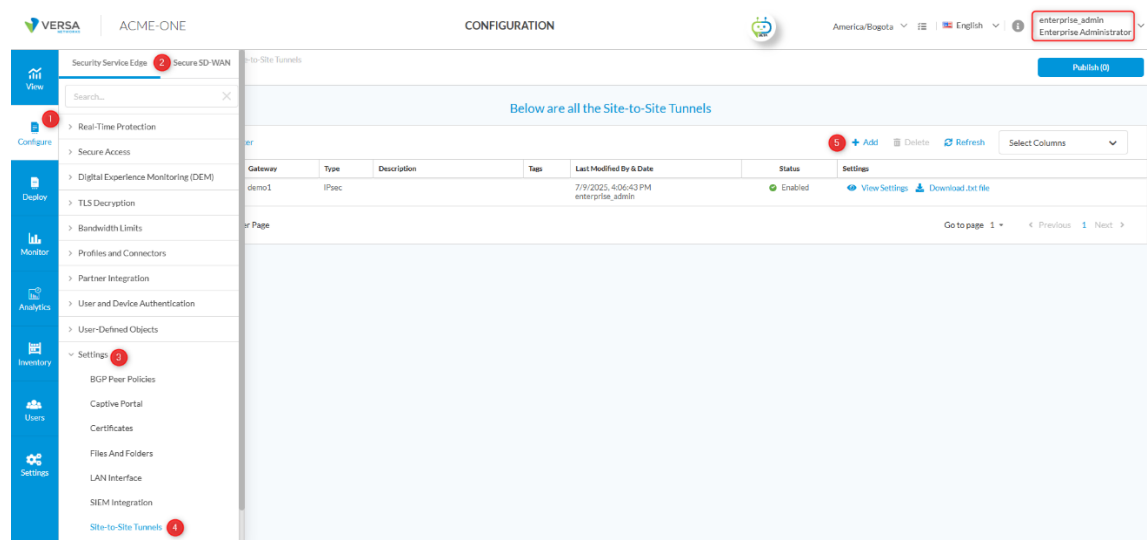 VERSA
NETWORKS
ACME-ONE
CONFIGURATION
America/Bogota
English
enterprise_admin
Enterprise Administrator
View
1
Configure
Deploy
Monitor
Analytics
Inventory
Users
Settings
Security Service Edge
2
Secure SD-WAN
Search...
Real-Time Protection
Secure Access
Digital Experience Monitoring (DEM)
TLS Decryption
Bandwidth Limits
Profiles and Connectors
Partner Integration
User and Device Authentication
User-Defined Objects
Settings
3
BGP Peer Policies
Captive Portal
Certificates
Files And Folders
LAN Interface
SIEM Integration
Site-to-Site Tunnels
4
e-to-Site Tunnels
Publish (0)
Below are all the Site-to-Site Tunnels
er
5
Add
Delete
Refresh
Select Columns
Gateway Type Description Tags Last Modified By & Date Status Settings
demo1 IPsec 7/9/2025, 4:06:43 PM Enabled View Settings Download .txt file
enterprise_admin
er Page
Go to page 1 Previous 1 Next